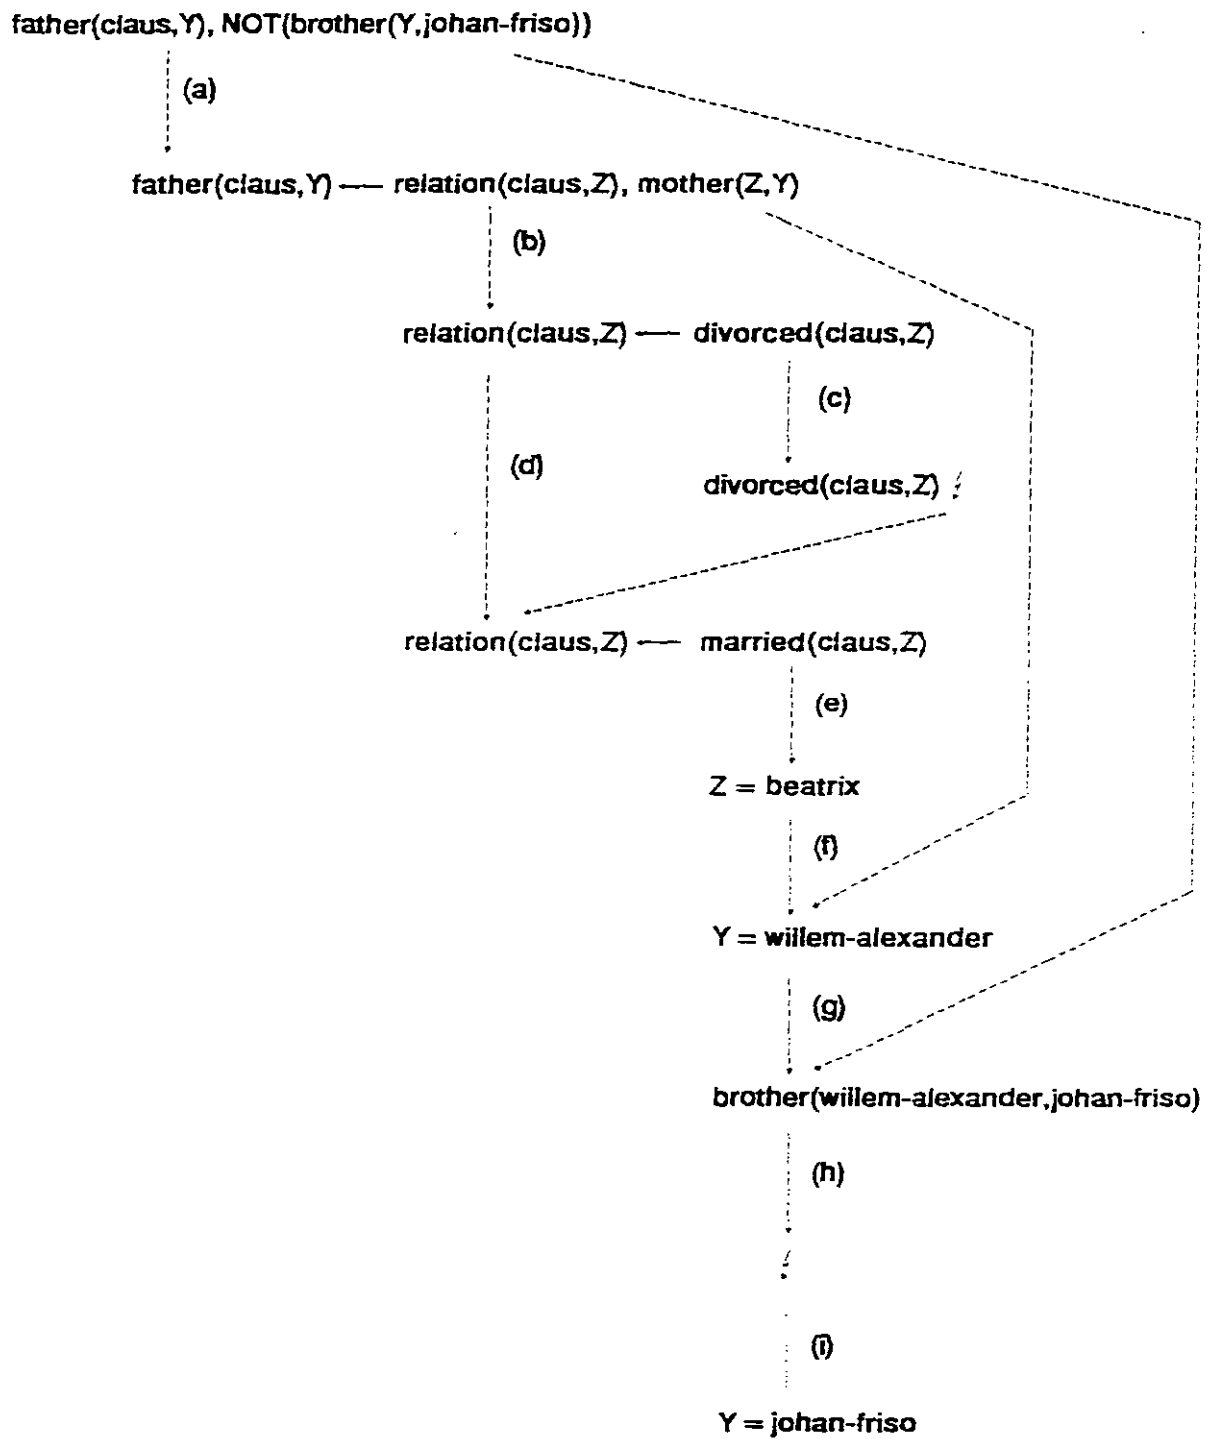 father(claus,Y), NOT(brother(Y,johan-friso))
(a)
father(claus,Y) — relation(claus,Z), mother(Z,Y)
(b)
relation(claus,Z) — divorced(claus,Z)
(c)
(d)
divorced(claus,Z)
relation(claus,Z) — married(claus,Z)
(e)
Z = beatrix
(f)
Y = willem-alexander
(g)
brother(willem-alexander,johan-friso)
(h)
(i)
Y = johan-friso